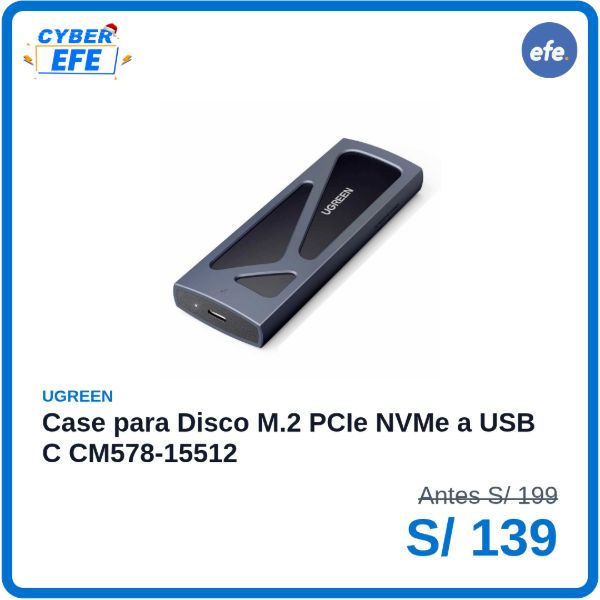 CYBER
EFE
efe.
UGREEN
UGREEN
Case para Disco M.2 PCIe NVMe a USB
C CM578-15512
Antes S/ 199
S/ 139